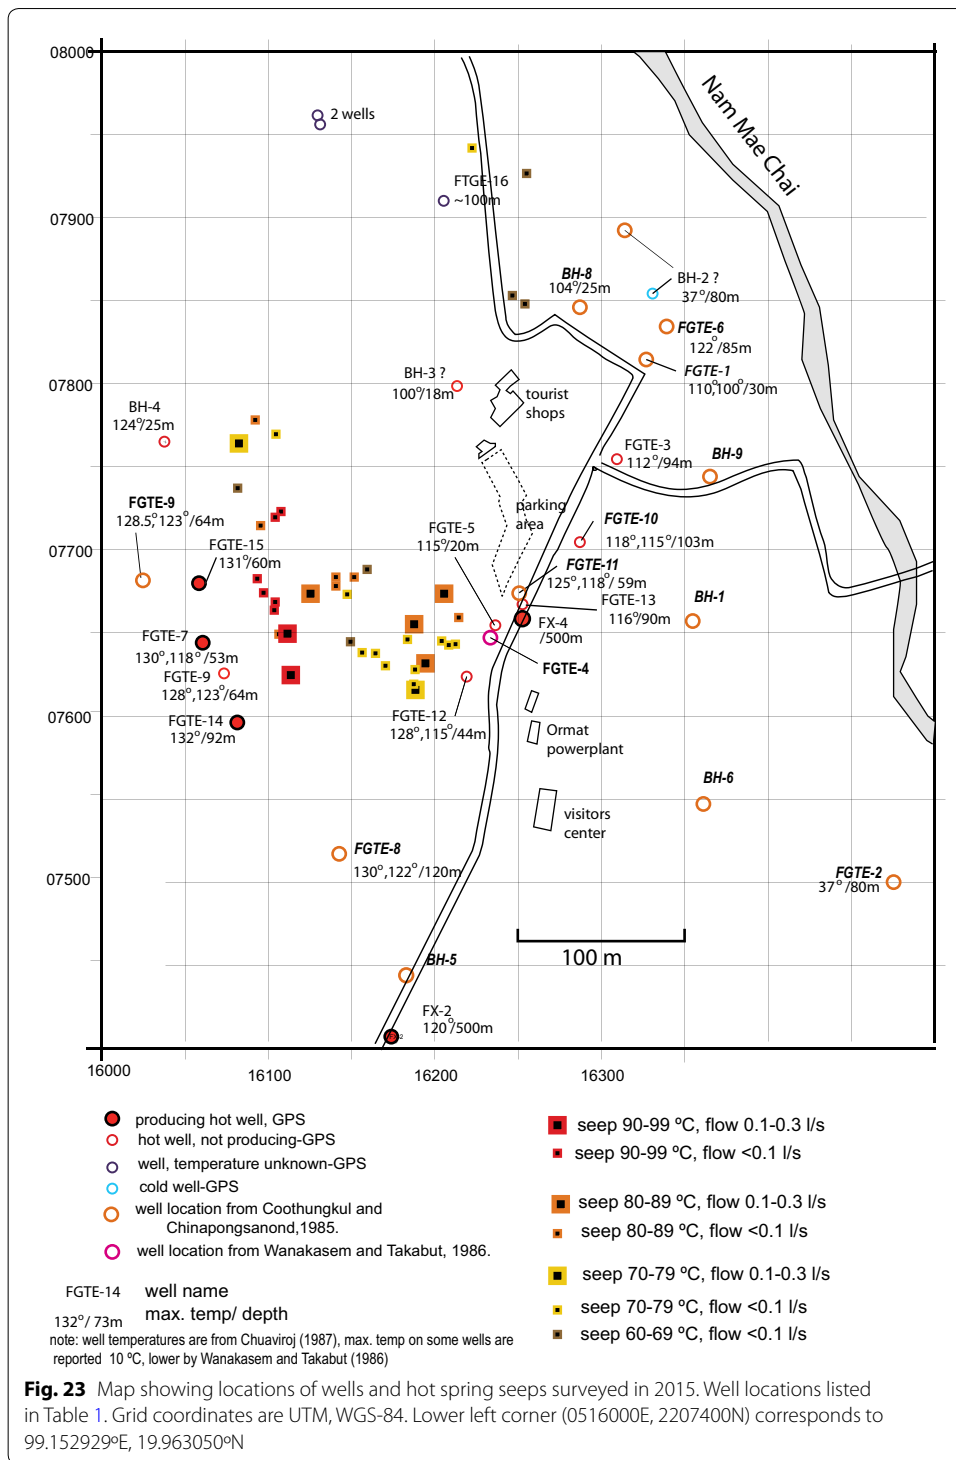 08000
Nam Mae Chai
2 wells
FTGE-16
~100m
07900
BH-8
104°/25m
BH-2 ?
37°/80m
FGTE-6
122°/85m
FGTE-1
110,100°/30m
BH-3 ?
100°/18m
07800
tourist
shops
BH-4
124°/25m
FGTE-3
112°/94m
BH-9
FGTE-9
128.5,°123°/64m
FGTE-15
131°/60m
FGTE-5
115°/20m
parking
area
FGTE-10
118°,115°/103m
07700
FGTE-11
125°,118°/59m
FGTE-13
116°/90m
BH-1
FX-4
/500m
FGTE-7
130°,118°/53m
FGTE-4
FGTE-9
128°,123°/64m
FGTE-14
132°/92m
FGTE-12
128°,115°/44m
07600
Ormat
powerplant
BH-6
visitors
center
FGTE-8
130°,122°/120m
07500
FGTE-2
37°/80m
100 m
BH-5
FX-2
120°/500m
16000
16100
16200
16300
producing hot well, GPS
hot well, not producing-GPS
well, temperature unknown-GPS
cold well-GPS
well location from Coothungkul and
Chinapongsanond,1985.
well location from Wanakasem and Takabut, 1986.
FGTE-14 well name
132°/ 73m max. temp/ depth
note: well temperatures are from Chuaviroj (1987), max. temp on some wells are
reported 10 ºC, lower by Wanakasem and Takabut (1986)
seep 90-99 ºC, flow 0.1-0.3 l/s
seep 90-99 ºC, flow <0.1 l/s
seep 80-89 ºC, flow 0.1-0.3 l/s
seep 80-89 ºC, flow <0.1 l/s
seep 70-79 ºC, flow 0.1-0.3 l/s
seep 70-79 ºC, flow <0.1 l/s
seep 60-69 ºC, flow <0.1 l/s
Fig. 23 Map showing locations of wells and hot spring seeps surveyed in 2015. Well locations listed
in Table 1. Grid coordinates are UTM, WGS-84. Lower left corner (0516000E, 2207400N) corresponds to
99.152929ºE, 19.963050ºN